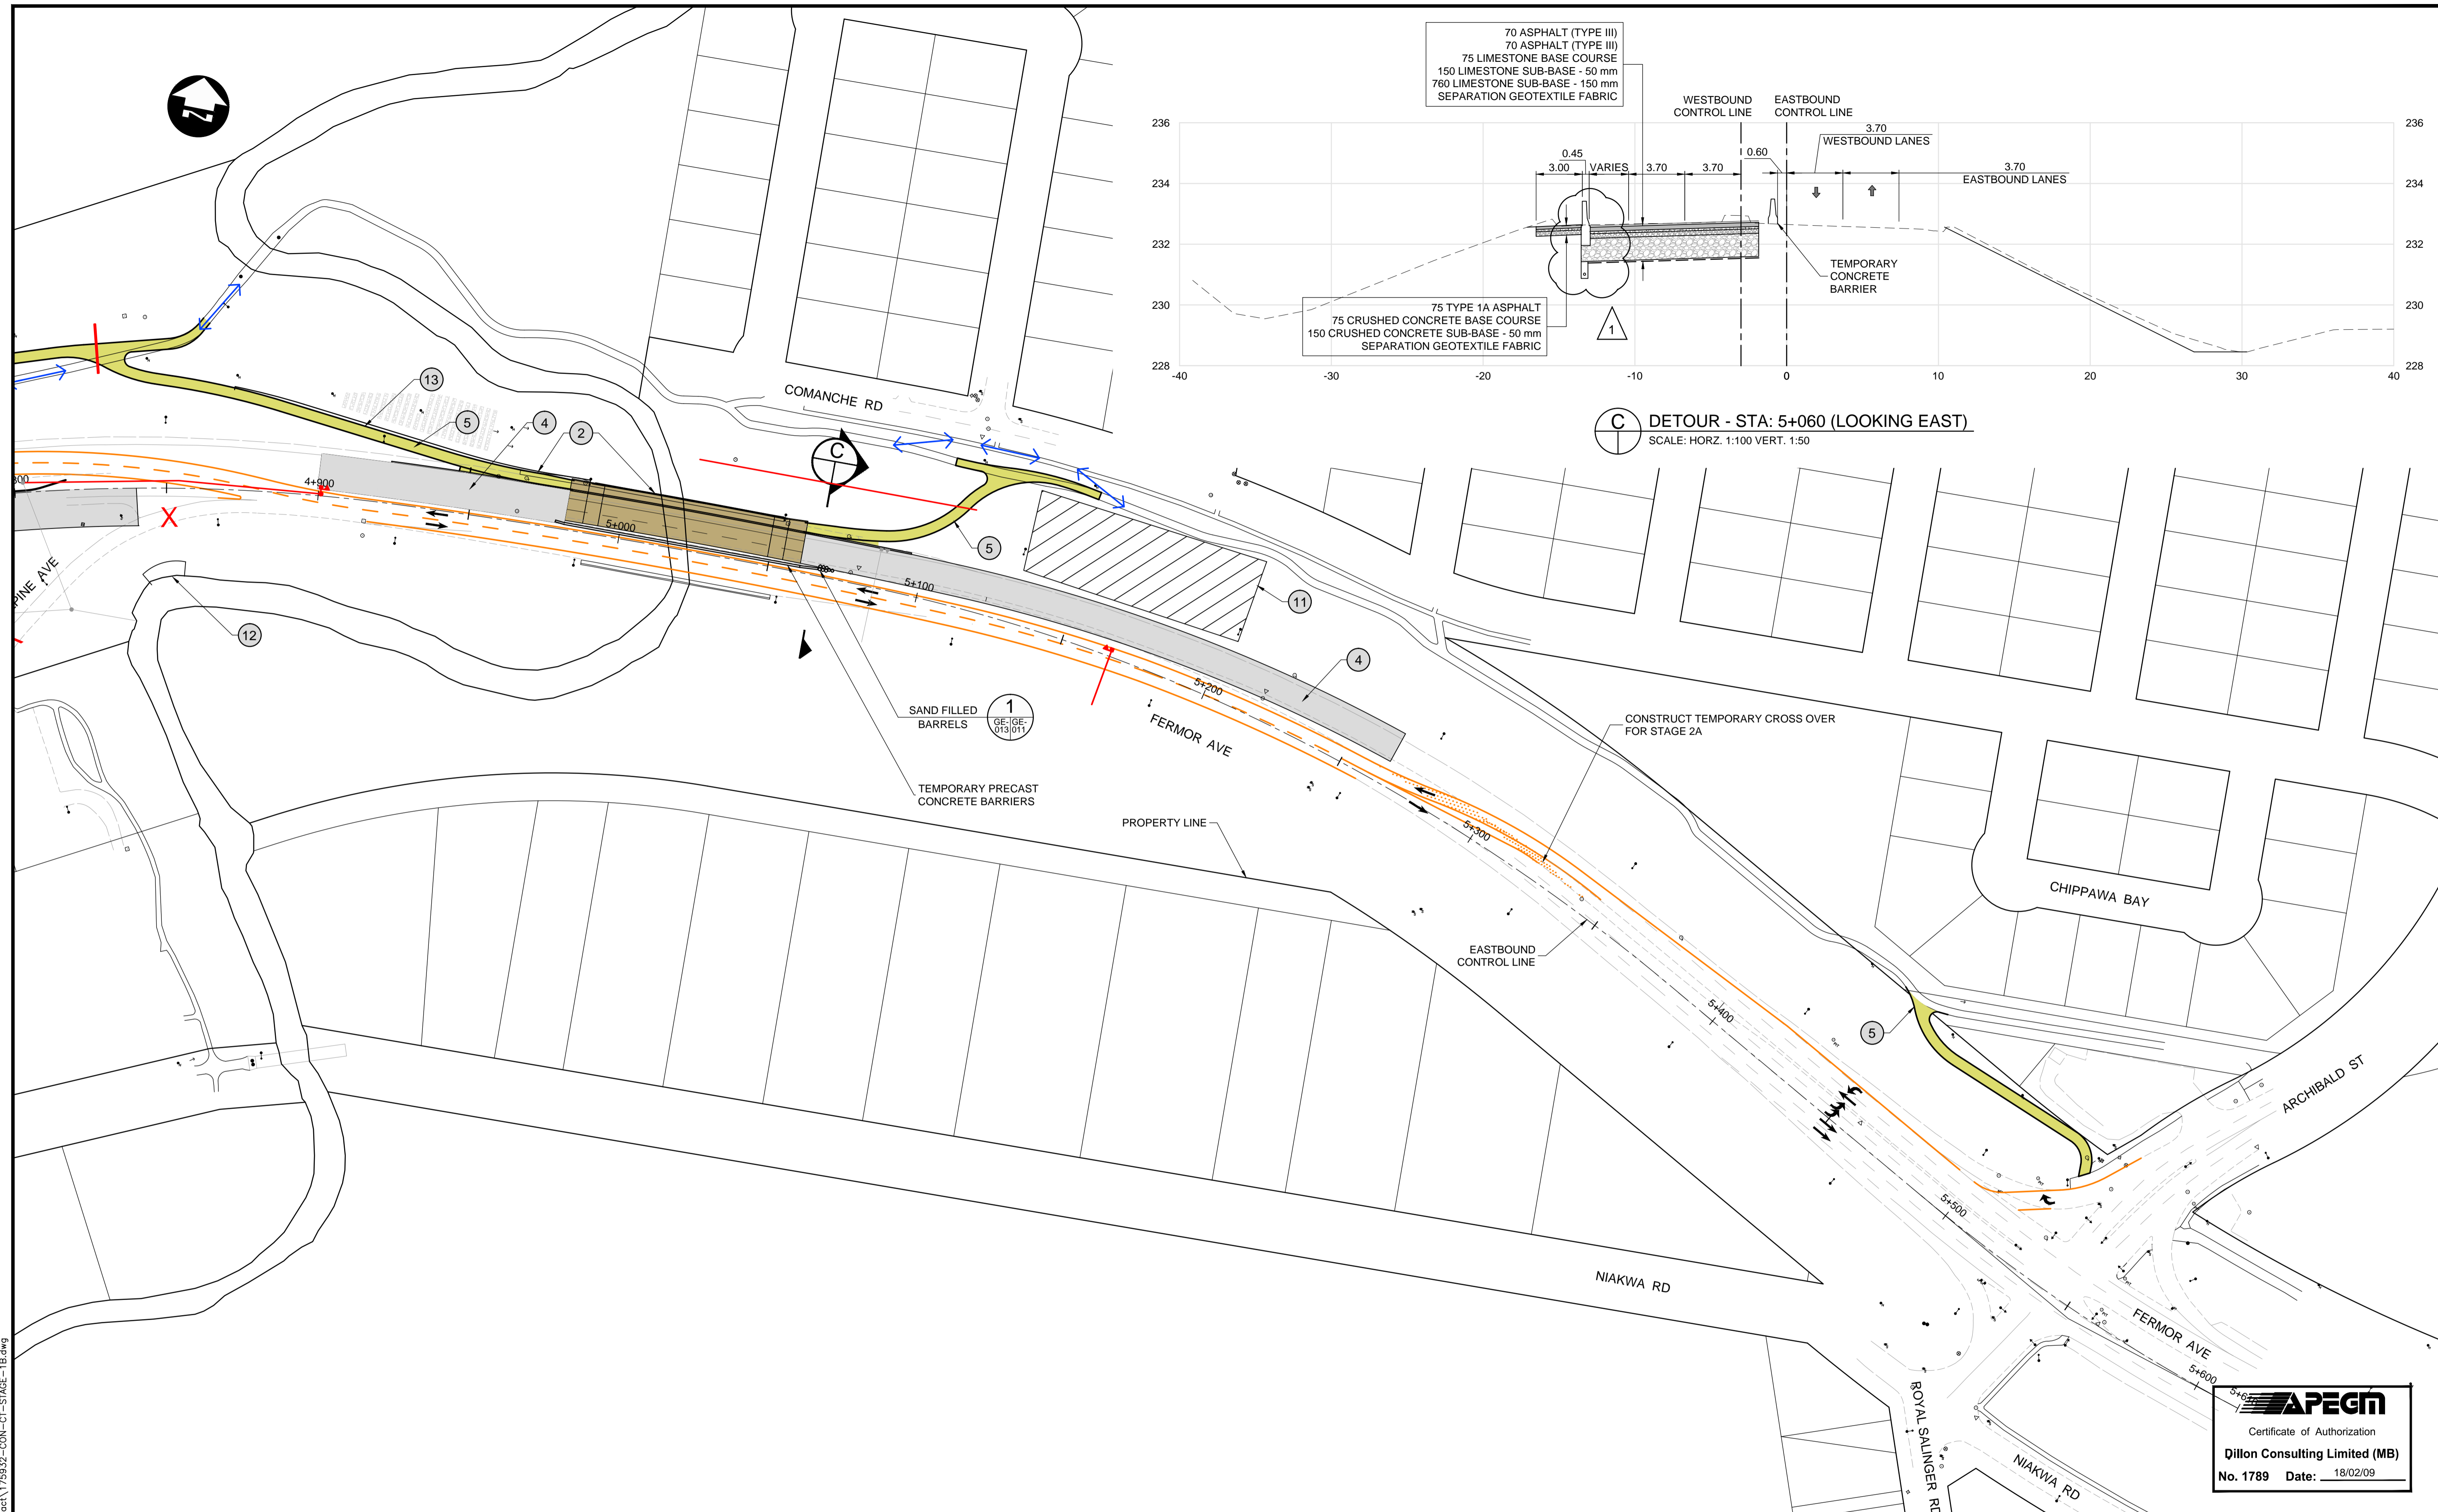 70 ASPHALT (TYPE III)
70 ASPHALT (TYPE III)
75 LIMESTONE BASE COURSE
150 LIMESTONE SUB-BASE - 50 mm
760 LIMESTONE SUB-BASE - 150 mm
SEPARATION GEOTEXTILE FABRIC
WESTBOUND
CONTROL LINE
EASTBOUND
CONTROL LINE
236
236
3.70
WESTBOUND LANES
0.45
0.60
3.00
VARIES
3.70
3.70
3.70
EASTBOUND LANES
234
234
232
232
TEMPORARY
CONCRETE
BARRIER
230
230
75 TYPE 1A ASPHALT
75 CRUSHED CONCRETE BASE COURSE
150 CRUSHED CONCRETE SUB-BASE - 50 mm
SEPARATION GEOTEXTILE FABRIC
1
228
228
-40
-30
-20
-10
0
10
20
30
40
C
DETOUR - STA: 5+060 (LOOKING EAST)
SCALE: HORZ. 1:100 VERT. 1:50
N
13
5
4
2
COMANCHE RD
C
4+900
5+000
5
5+100
11
PINE AVE
12
4
5+200
SAND FILLED
BARRELS
1
GE-013
GE-011
FERMOR AVE
CONSTRUCT TEMPORARY CROSS OVER
FOR STAGE 2A
TEMPORARY PRECAST
CONCRETE BARRIERS
PROPERTY LINE
5+300
CHIPPAWA BAY
EASTBOUND
CONTROL LINE
5+400
5
ARCHIBALD ST
5+500
NIAKWA RD
FERMOR AVE
5+600
ROYAL SALINGER RD
NIAKWA RD
APEGM
Certificate of Authorization
Dillon Consulting Limited (MB)
No. 1789 Date: 18/02/09
175932-CON-CT-STAGE-1B.dwg